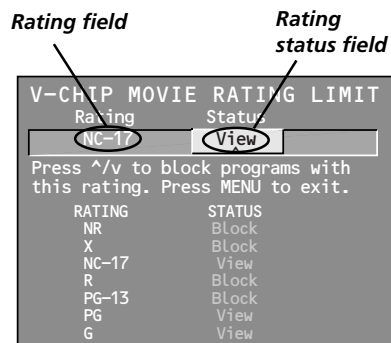 Rating field
Rating
status field
V-CHIP MOVIE RATING LIMIT
Rating Status
NC-17 View
Press ^/v to block programs with
this rating. Press MENU to exit.
RATING STATUS
NR Block
X Block
NC-17 View
R Block
PG-13 Block
PG View
G View